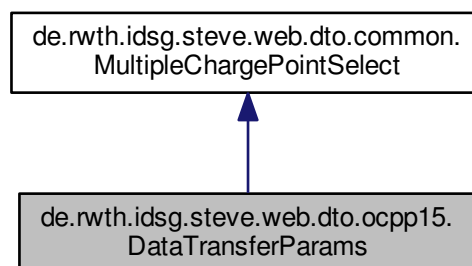 de.rwth.idsg.steve.web.dto.common.
MultipleChargePointSelect
de.rwth.idsg.steve.web.dto.ocpp15.
DataTransferParams